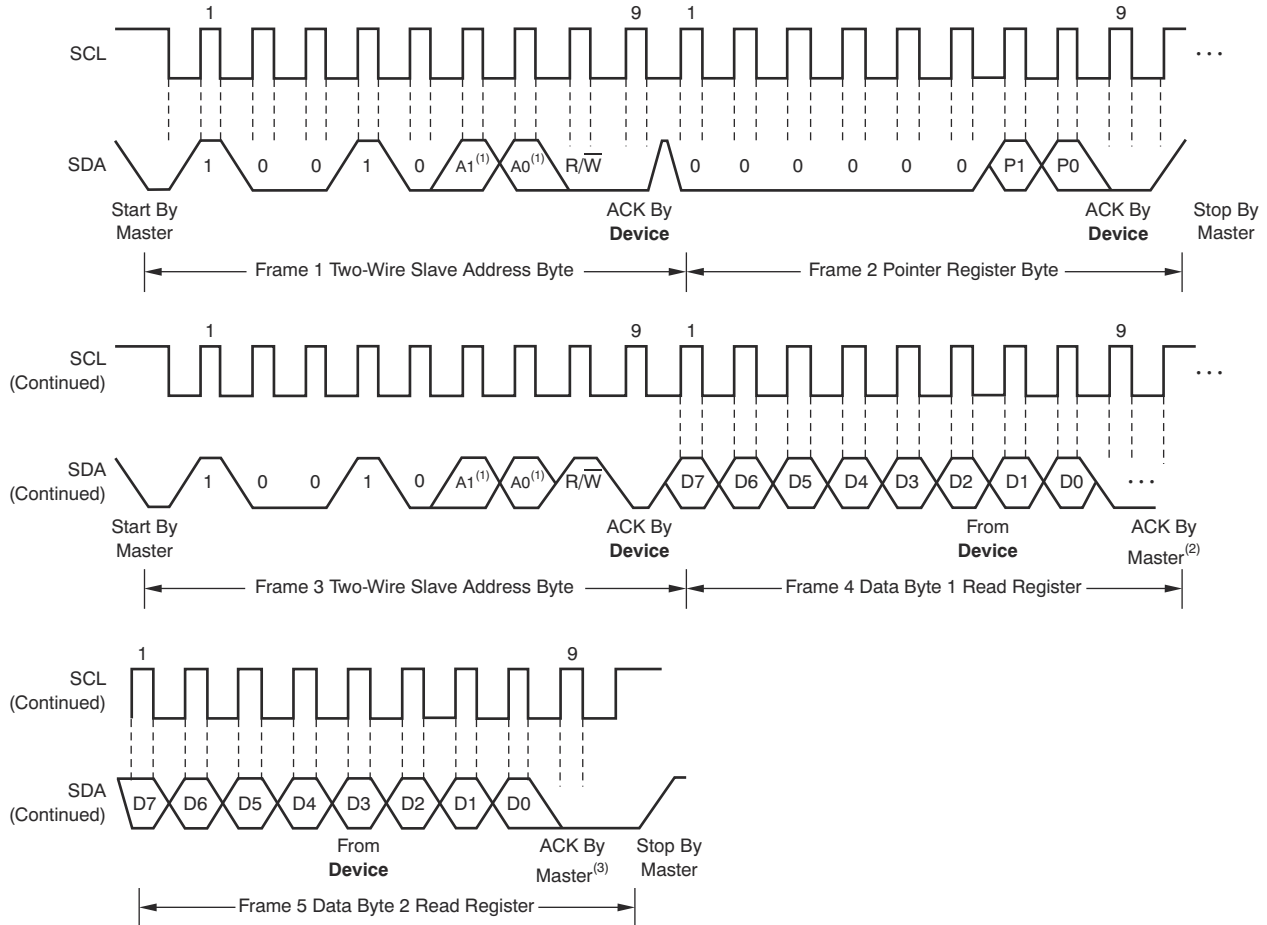 1 9 1 9
SCL ···
SDA 1 0 0 1 0 A1(1) A0(1) R/W̅ 0 0 0 0 0 0 P1 P0
Start By ACK By ACK By Stop By
Master Device Device Master
Frame 1 Two-Wire Slave Address Byte Frame 2 Pointer Register Byte
1 9 1 9
SCL ···
(Continued)
SDA 1 0 0 1 0 A1(1) A0(1) R/W̅ D7 D6 D5 D4 D3 D2 D1 D0 ···
(Continued)
Start By ACK By From ACK By
Master Device Device Master(2)
Frame 3 Two-Wire Slave Address Byte Frame 4 Data Byte 1 Read Register
1 9
SCL
(Continued)
SDA D7 D6 D5 D4 D3 D2 D1 D0
(Continued)
From ACK By Stop By
Device Master(3) Master
Frame 5 Data Byte 2 Read Register